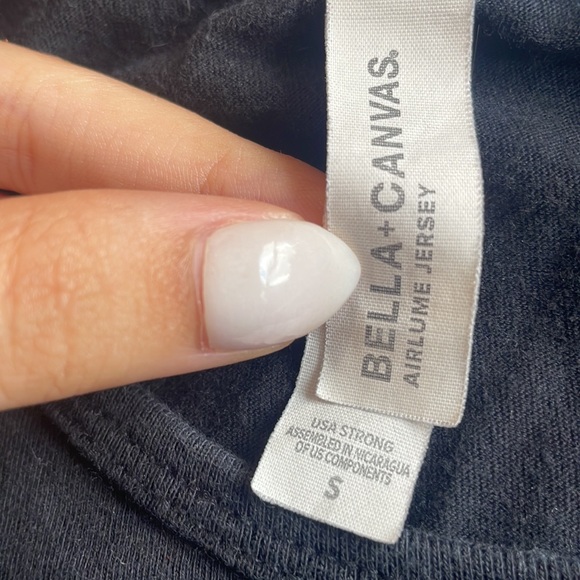 BELLA+CANVAS.
AIRLUME JERSEY
USA STRONG
ASSEMBLED IN NICARAGUA
OF US COMPONENTS
S